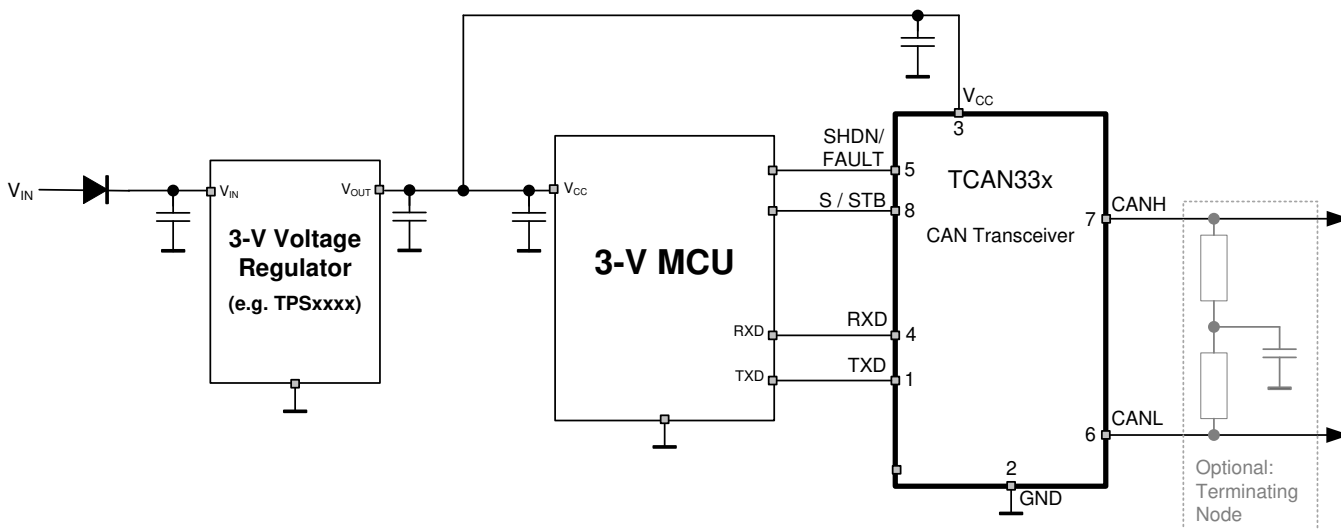 V_IN
V_IN
V_OUT
3-V Voltage
Regulator
(e.g. TPSxxxx)
V_CC
3-V MCU
RXD
TXD
SHDN/
FAULT
S / STB
RXD
TXD
V_CC
3
5
8
4
1
TCAN33x
CAN Transceiver
7
6
2
GND
CANH
CANL
Optional:
Terminating
Node